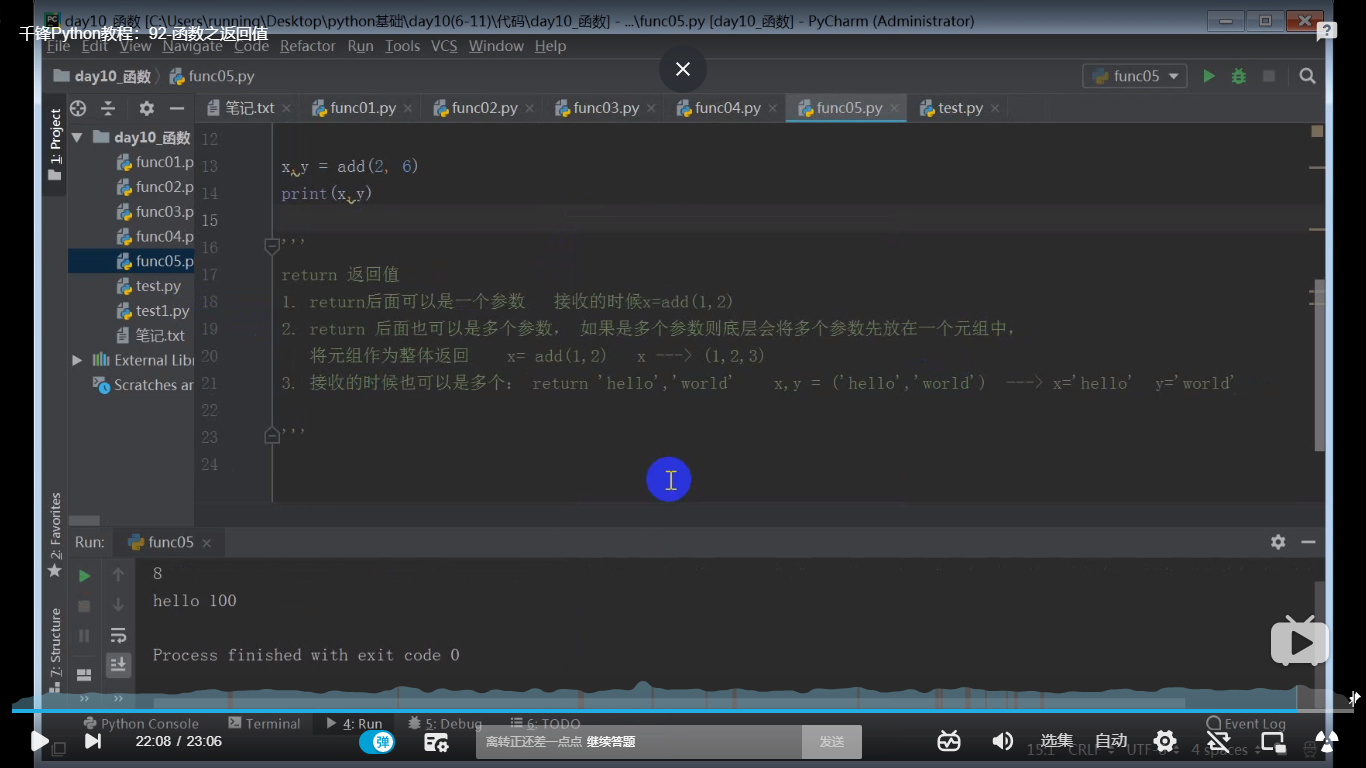 day10_函数 [C:\Users\running\Desktop\python基础\day10(6-11)\代码\day10_函数] - ...\func05.py [day10_函数] - PyCharm (Administrator)
千锋Python教程：92_函数之返回值
File Edit View Navigate Code Refactor Run Tools VCS Window Help
day10_函数 func05.py
func05
笔记.txt func01.py func02.py func03.py func04.py func05.py test.py
1: Project
day10_函数
func01.p
func02.p
func03.p
func04.p
func05.p
test.py
test1.py
笔记.txt
External Libr
Scratches an
12
13 x,y = add(2, 6)
14 print(x,y)
15
16 '''
17 return 返回值
18 1. return后面可以是一个参数 接收的时候x=add(1,2)
19 2. return 后面也可以是多个参数， 如果是多个参数则底层会将多个参数先放在一个元组中，
20 将元组作为整体返回 x= add(1,2) x ---> (1,2,3)
21 3. 接收的时候也可以是多个： return 'hello','world' x,y = ('hello','world') ---> x='hello' y='world'
22
23 '''
24
2: Favorites
7: Structure
Run: func05
8
hello 100
Process finished with exit code 0
Python Console Terminal 4: Run 5: Debug 6: TODO Event Log
22:08 / 23:06
弹
离转正还差一点点 继续答题
发送
选集
自动
15:1 CRLF UTF-8 4 spaces